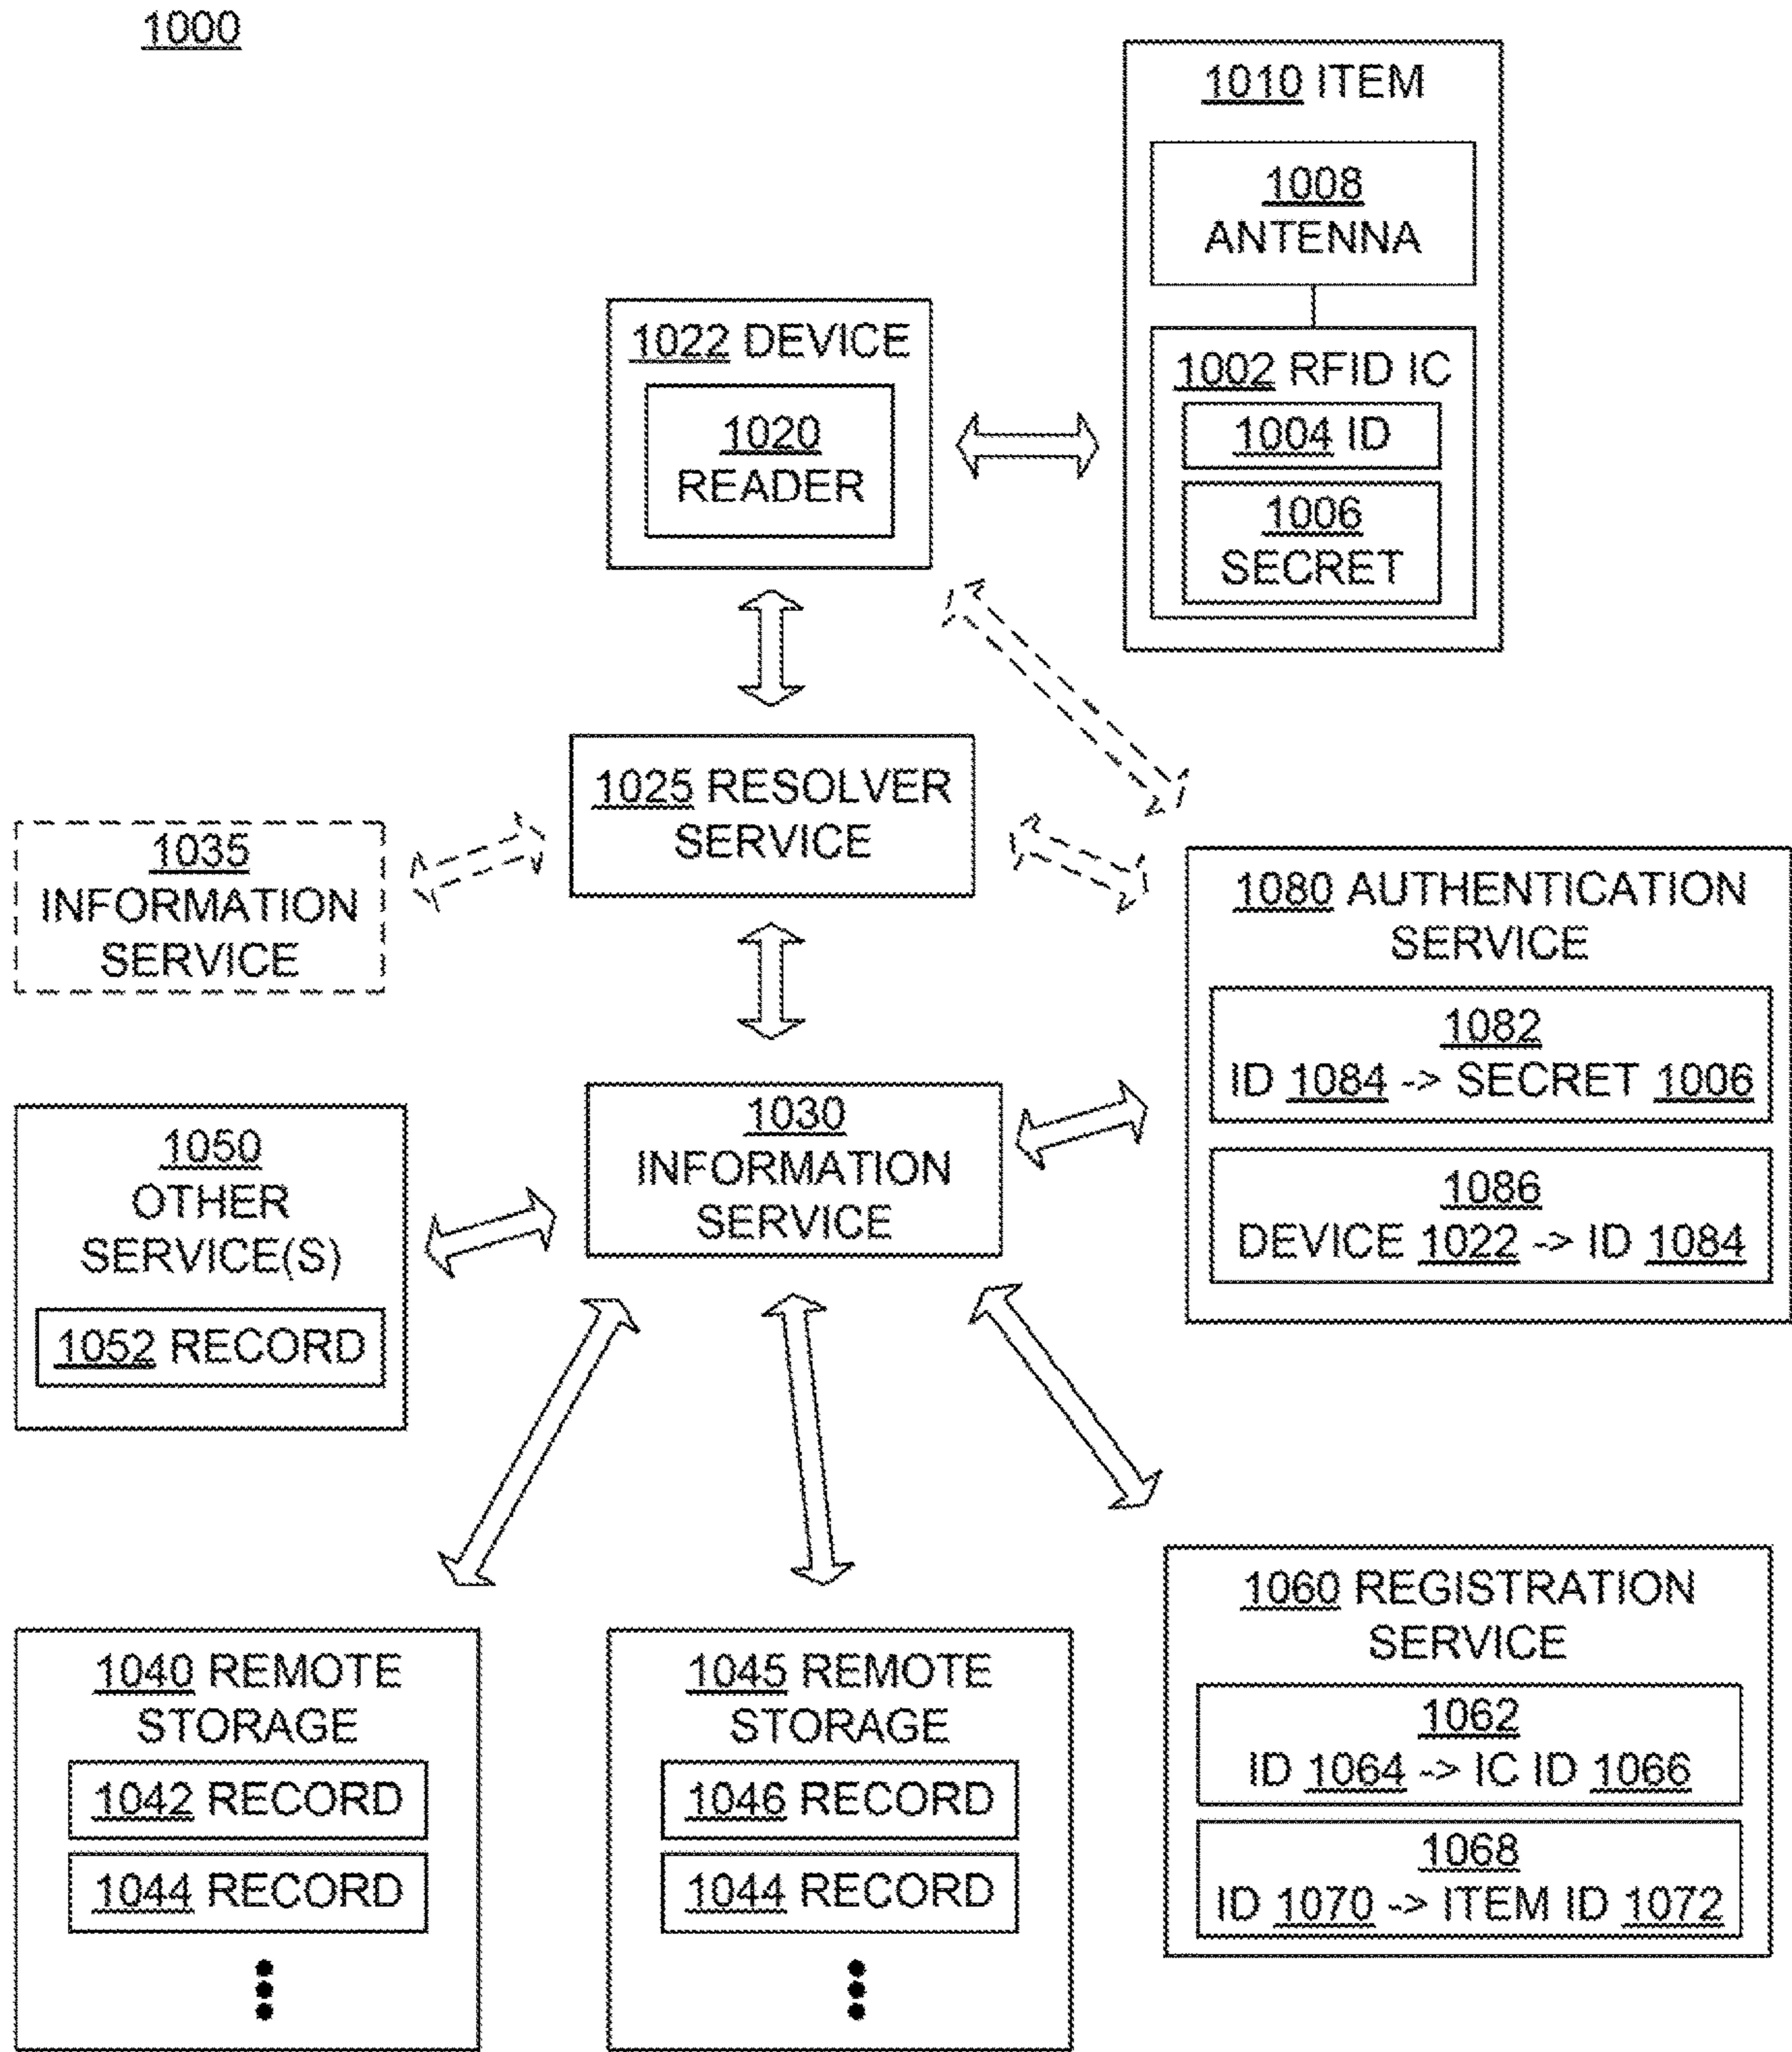 1000
1010 ITEM
1008
ANTENNA
1002 RFID IC
1004 ID
1006
SECRET
1022 DEVICE
1020
READER
1025 RESOLVER
SERVICE
1035
INFORMATION
SERVICE
1080 AUTHENTICATION
SERVICE
1082
ID 1084 -> SECRET 1006
1086
DEVICE 1022 -> ID 1084
1030
INFORMATION
SERVICE
1050
OTHER
SERVICE(S)
1052 RECORD
1040 REMOTE
STORAGE
1042 RECORD
1044 RECORD
1045 REMOTE
STORAGE
1046 RECORD
1044 RECORD
1060 REGISTRATION
SERVICE
1062
ID 1064 -> IC ID 1066
1068
ID 1070 -> ITEM ID 1072